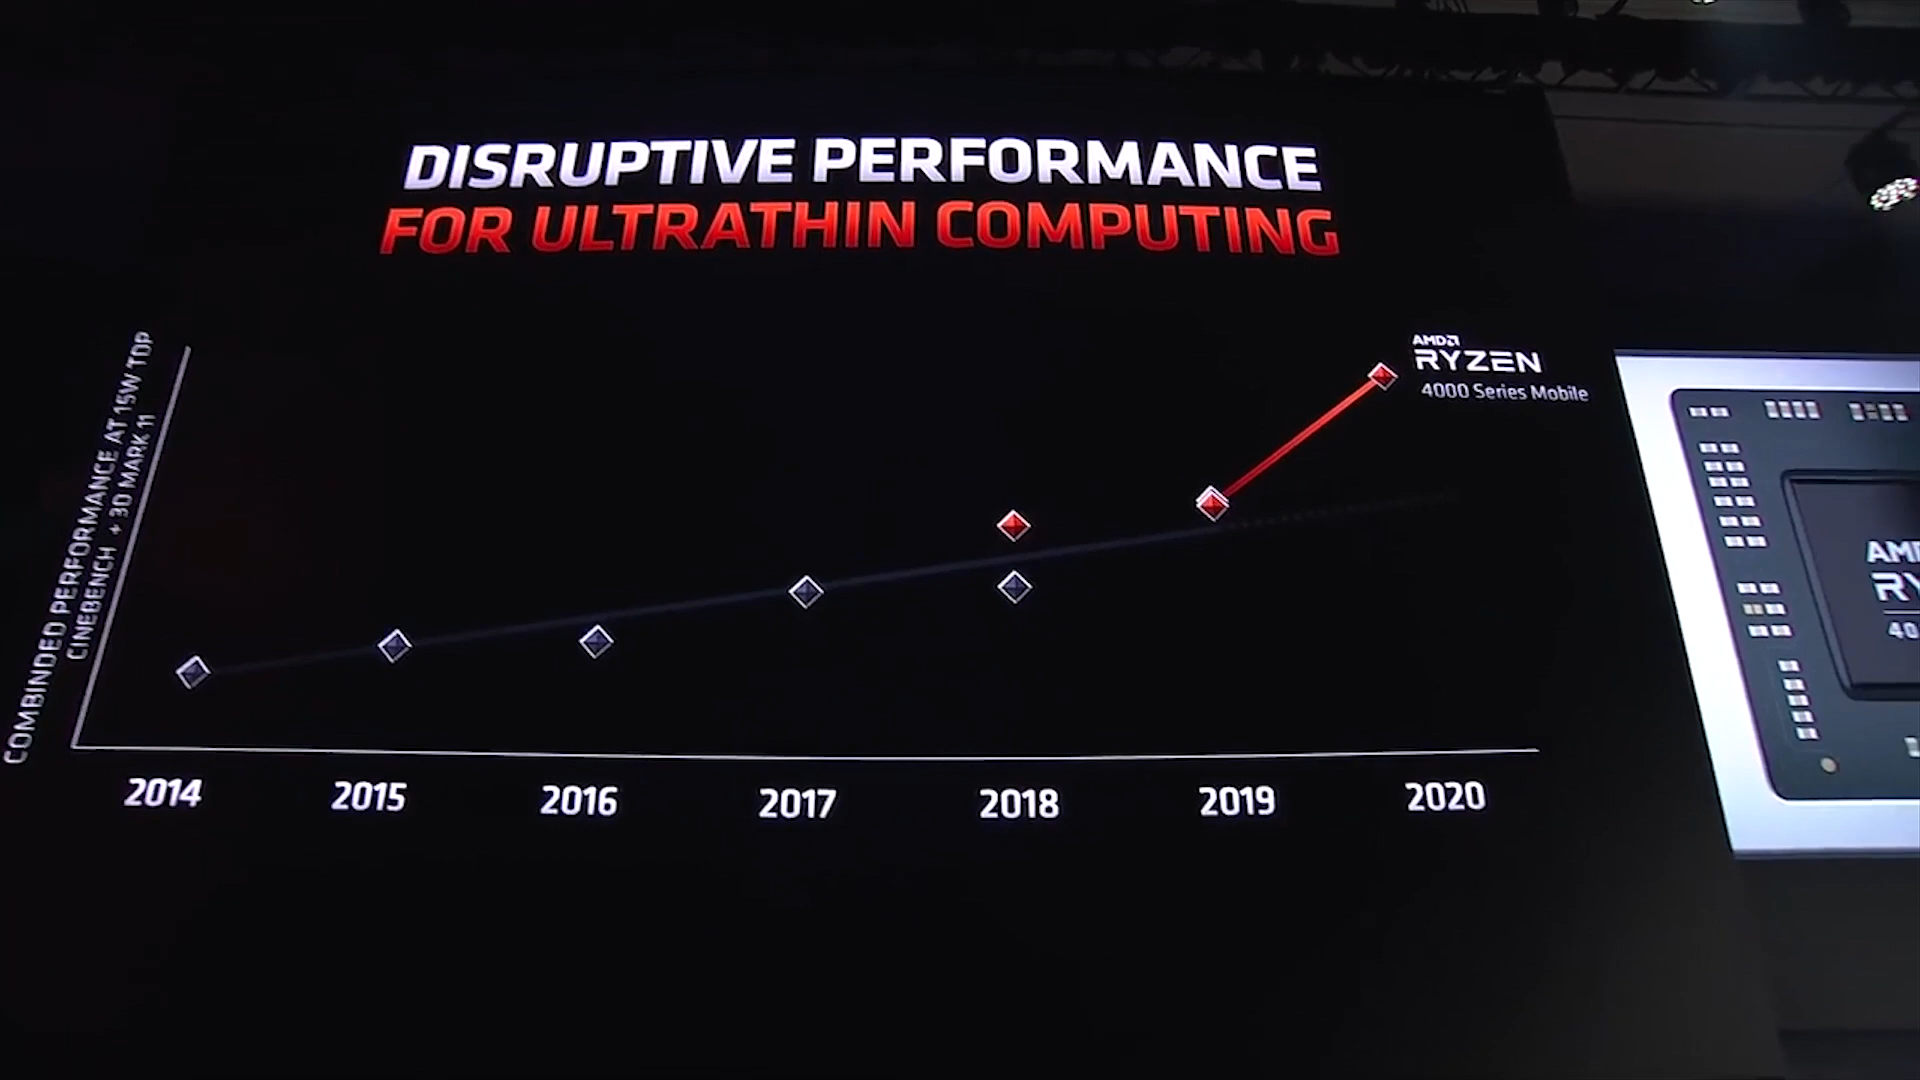 DISRUPTIVE PERFORMANCE
FOR ULTRATHIN COMPUTING
COMBINDED PERFORMANCE AT 15W TDP
CINEBENCH + 3D MARK 11
AMD
RYZEN
4000 Series Mobile
2014 2015 2016 2017 2018 2019 2020